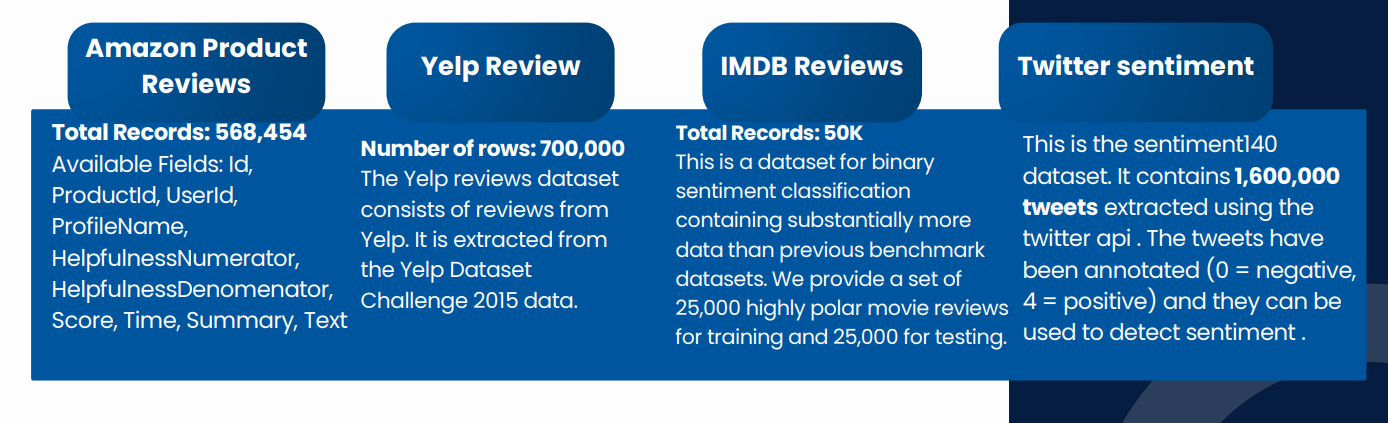 Amazon Product
Reviews
Total Records: 568,454
Available Fields: Id,
ProductId, UserId,
ProfileName,
HelpfulnessNumerator,
HelpfulnessDenomenator,
Score, Time, Summary, Text
Yelp Review
Number of rows: 700,000
The Yelp reviews dataset
consists of reviews from
Yelp. It is extracted from
the Yelp Dataset
Challenge 2015 data.
IMDB Reviews
Total Records: 50K
This is a dataset for binary
sentiment classification
containing substantially more
data than previous benchmark
datasets. We provide a set of
25,000 highly polar movie reviews
for training and 25,000 for testing.
Twitter sentiment
This is the sentiment140
dataset. It contains 1,600,000
tweets extracted using the
twitter api . The tweets have
been annotated (0 = negative,
4 = positive) and they can be
used to detect sentiment .